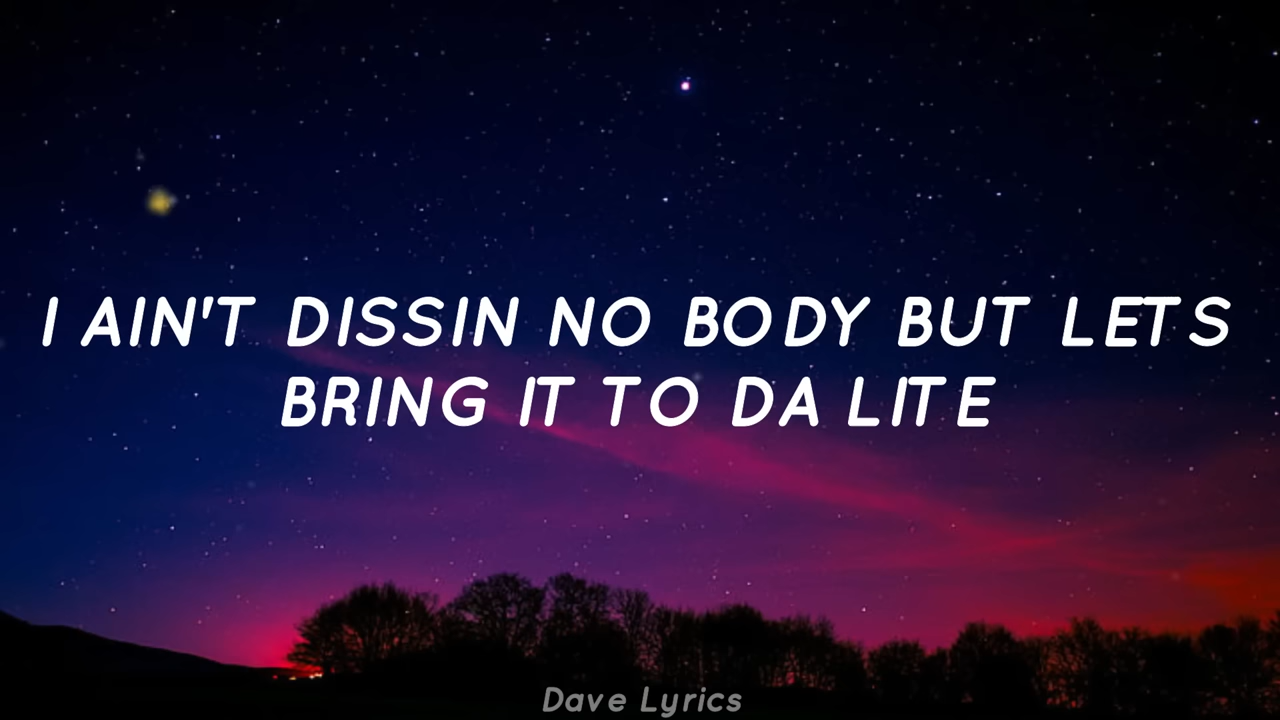 I AIN'T DISSIN NO BODY BUT LETS
BRING IT TO DA LITE
Dave Lyrics